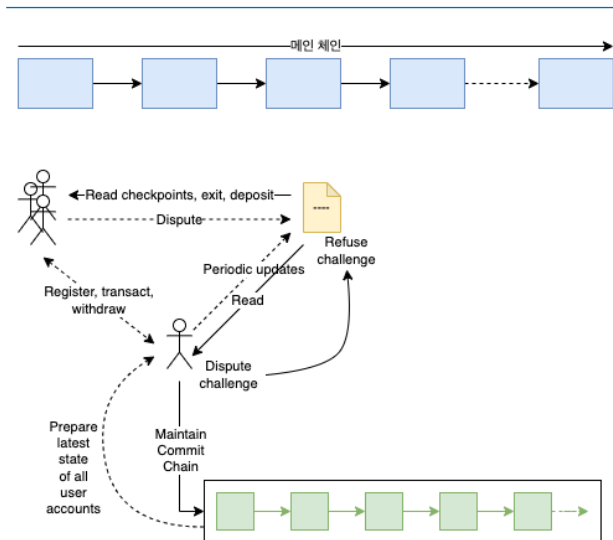 메인 체인
Read checkpoints, exit, deposit
Dispute
----
Refuse
challenge
Periodic updates
Read
Register, transact,
withdraw
Dispute
challenge
Prepare
latest
state
of all
user
accounts
Maintain
Commit
Chain